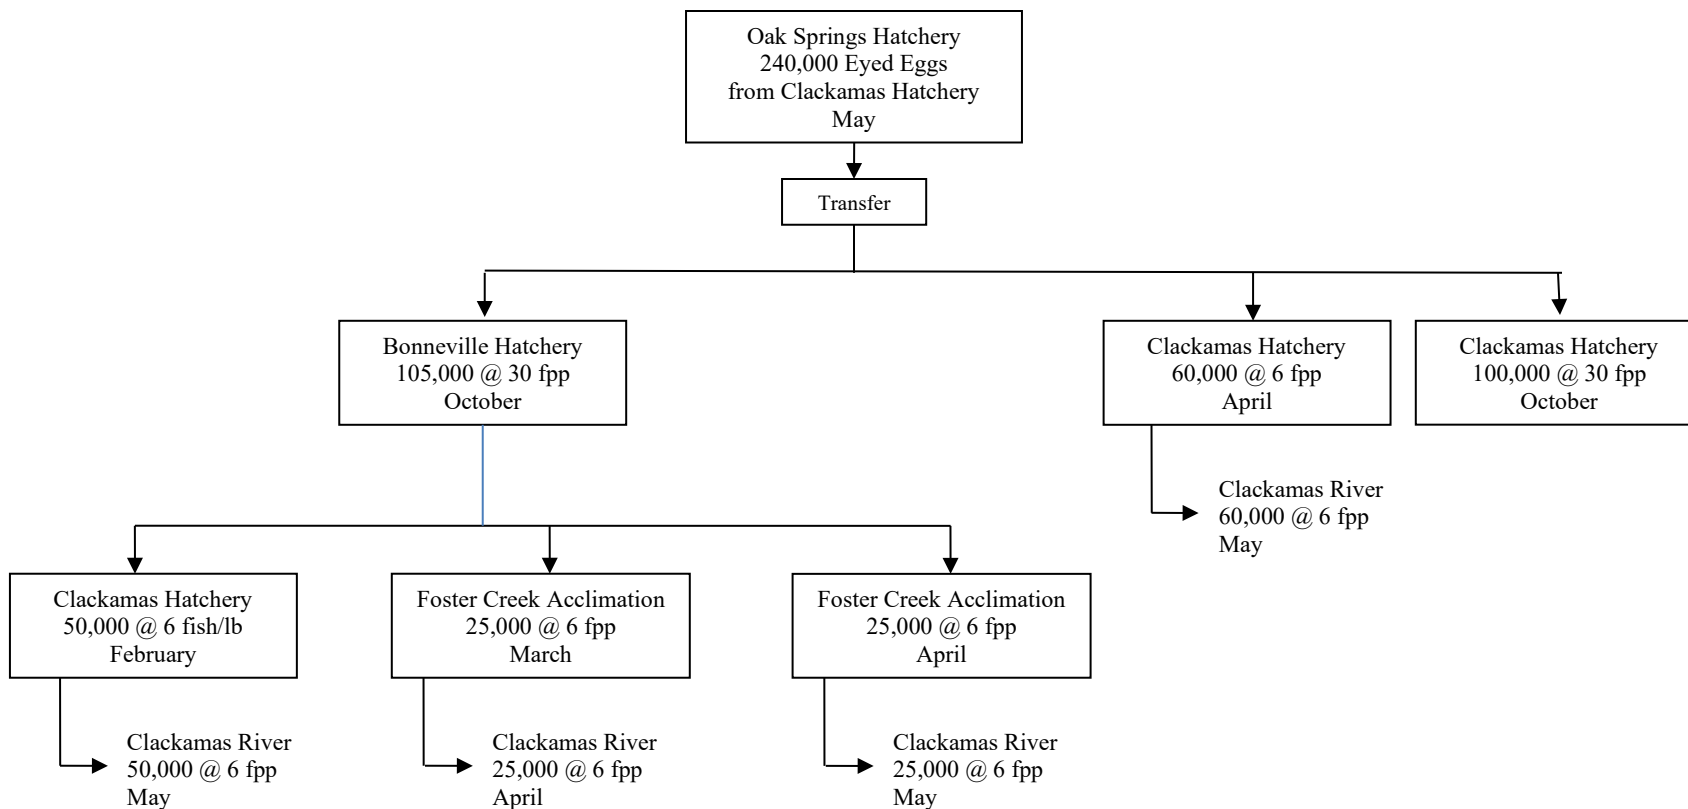 Oak Springs Hatchery
240,000 Eyed Eggs
from Clackamas Hatchery
May
Transfer
Bonneville Hatchery
105,000 @ 30 fpp
October
Clackamas Hatchery
60,000 @ 6 fpp
April
Clackamas Hatchery
100,000 @ 30 fpp
October
Clackamas River
60,000 @ 6 fpp
May
Clackamas Hatchery
50,000 @ 6 fish/lb
February
Foster Creek Acclimation
25,000 @ 6 fpp
March
Foster Creek Acclimation
25,000 @ 6 fpp
April
Clackamas River
50,000 @ 6 fpp
May
Clackamas River
25,000 @ 6 fpp
April
Clackamas River
25,000 @ 6 fpp
May